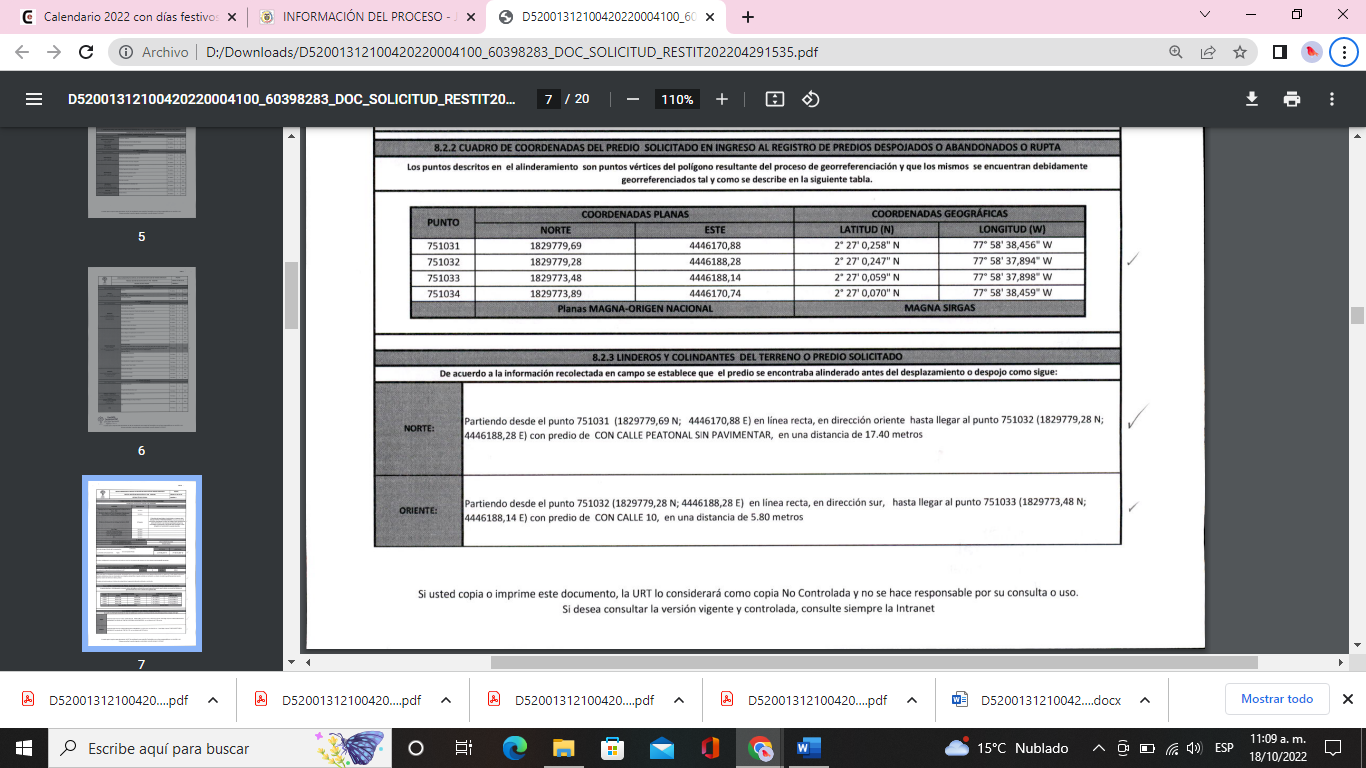 Calendario 2022 con días festivos
INFORMACIÓN DEL PROCESO - J
D52001312100420220004100_60
Archivo
D:/Downloads/D52001312100420220004100_60398283_DOC_SOLICITUD_RESTIT202204291535.pdf
D52001312100420220004100_60398283_DOC_SOLICITUD_RESTIT20...
7 / 20
110%
5
6
7
8.2.2 CUADRO DE COORDENADAS DEL PREDIO SOLICITADO EN INGRESO AL REGISTRO DE PREDIOS DESPOJADOS O ABANDONADOS O RUPTA
Los puntos descritos en el alinderamiento son puntos vértices del polígono resultante del proceso de georreferenciación y que los mismos se encuentran debidamente
georreferenciados tal y como se describe en la siguiente tabla.
PUNTO COORDENADAS PLANAS COORDENADAS GEOGRÁFICAS
NORTE ESTE LATITUD (N) LONGITUD (W)
751031 1829779,69 4446170,88 2° 27' 0,258" N 77° 58' 38,456" W
751032 1829779,28 4446188,28 2° 27' 0,247" N 77° 58' 37,894" W
751033 1829773,48 4446188,14 2° 27' 0,059" N 77° 58' 37,898" W
751034 1829773,89 4446170,74 2° 27' 0,070" N 77° 58' 38,459" W
Planas MAGNA-ORIGEN NACIONAL MAGNA SIRGAS
8.2.3 LINDEROS Y COLINDANTES DEL TERRENO O PREDIO SOLICITADO
De acuerdo a la información recolectada en campo se establece que el predio se encontraba alinderado antes del desplazamiento o despojo como sigue:
NORTE:
Partiendo desde el punto 751031 (1829779,69 N; 4446170,88 E) en línea recta, en dirección oriente hasta llegar al punto 751032 (1829779,28 N;
4446188,28 E) con predio de CON CALLE PEATONAL SIN PAVIMENTAR, en una distancia de 17.40 metros
ORIENTE:
Partiendo desde el punto 751032 (1829779,28 N; 4446188,28 E) en línea recta, en dirección sur, hasta llegar al punto 751033 (1829773,48 N;
4446188,14 E) con predio de CON CALLE 10, en una distancia de 5.80 metros
Si usted copia o imprime este documento, la URT lo considerará como copia No Controlada y no se hace responsable por su consulta o uso.
Si desea consultar la versión vigente y controlada, consulte siempre la Intranet
D52001312100420....pdf
D52001312100420....pdf
D52001312100420....pdf
D52001312100420....pdf
D5200131210042....docx
Mostrar todo
Escribe aquí para buscar
15°C Nublado
ESP
11:09 a. m.
18/10/2022